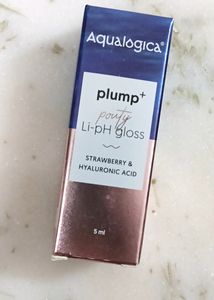 Aqualogica®
plump+
pouty
Li-pH gloss
STRAWBERRY &
HYALURONIC ACID
5 ml